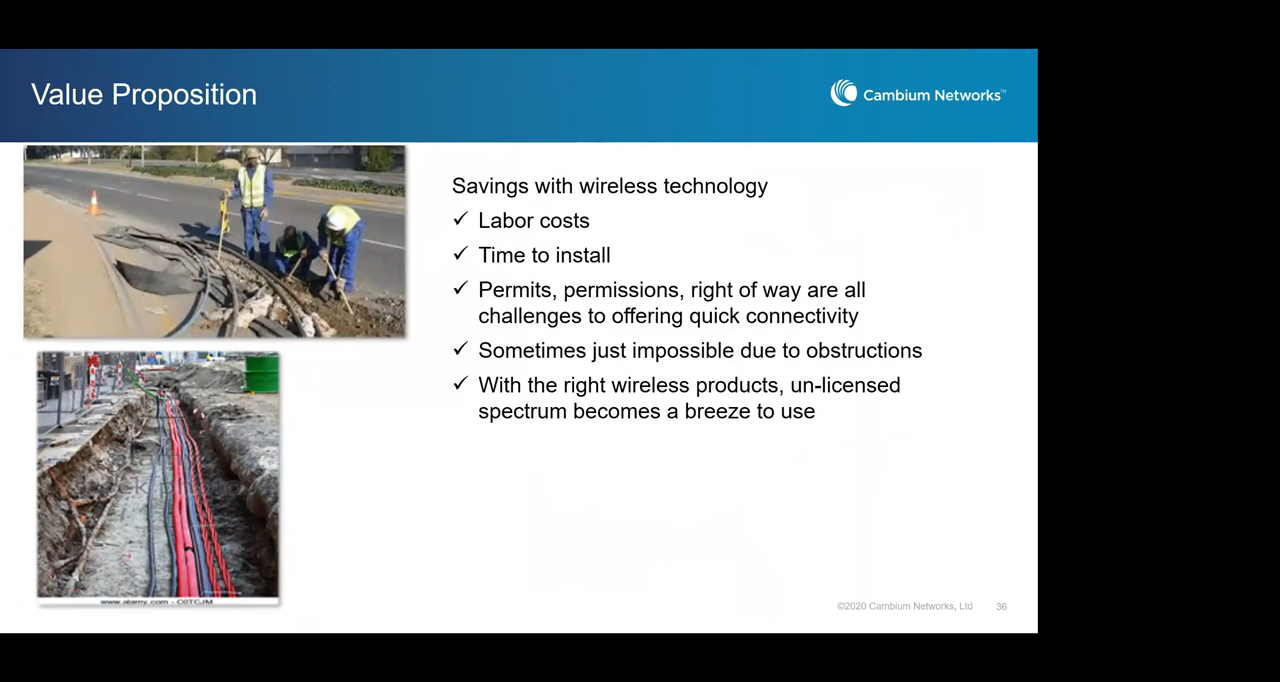 Value Proposition
Cambium Networks™
Savings with wireless technology
✓ Labor costs
✓ Time to install
✓ Permits, permissions, right of way are all
challenges to offering quick connectivity
✓ Sometimes just impossible due to obstructions
✓ With the right wireless products, un-licensed
spectrum becomes a breeze to use
www.alamy.com - C0TCJM
©2020 Cambium Networks, Ltd
36